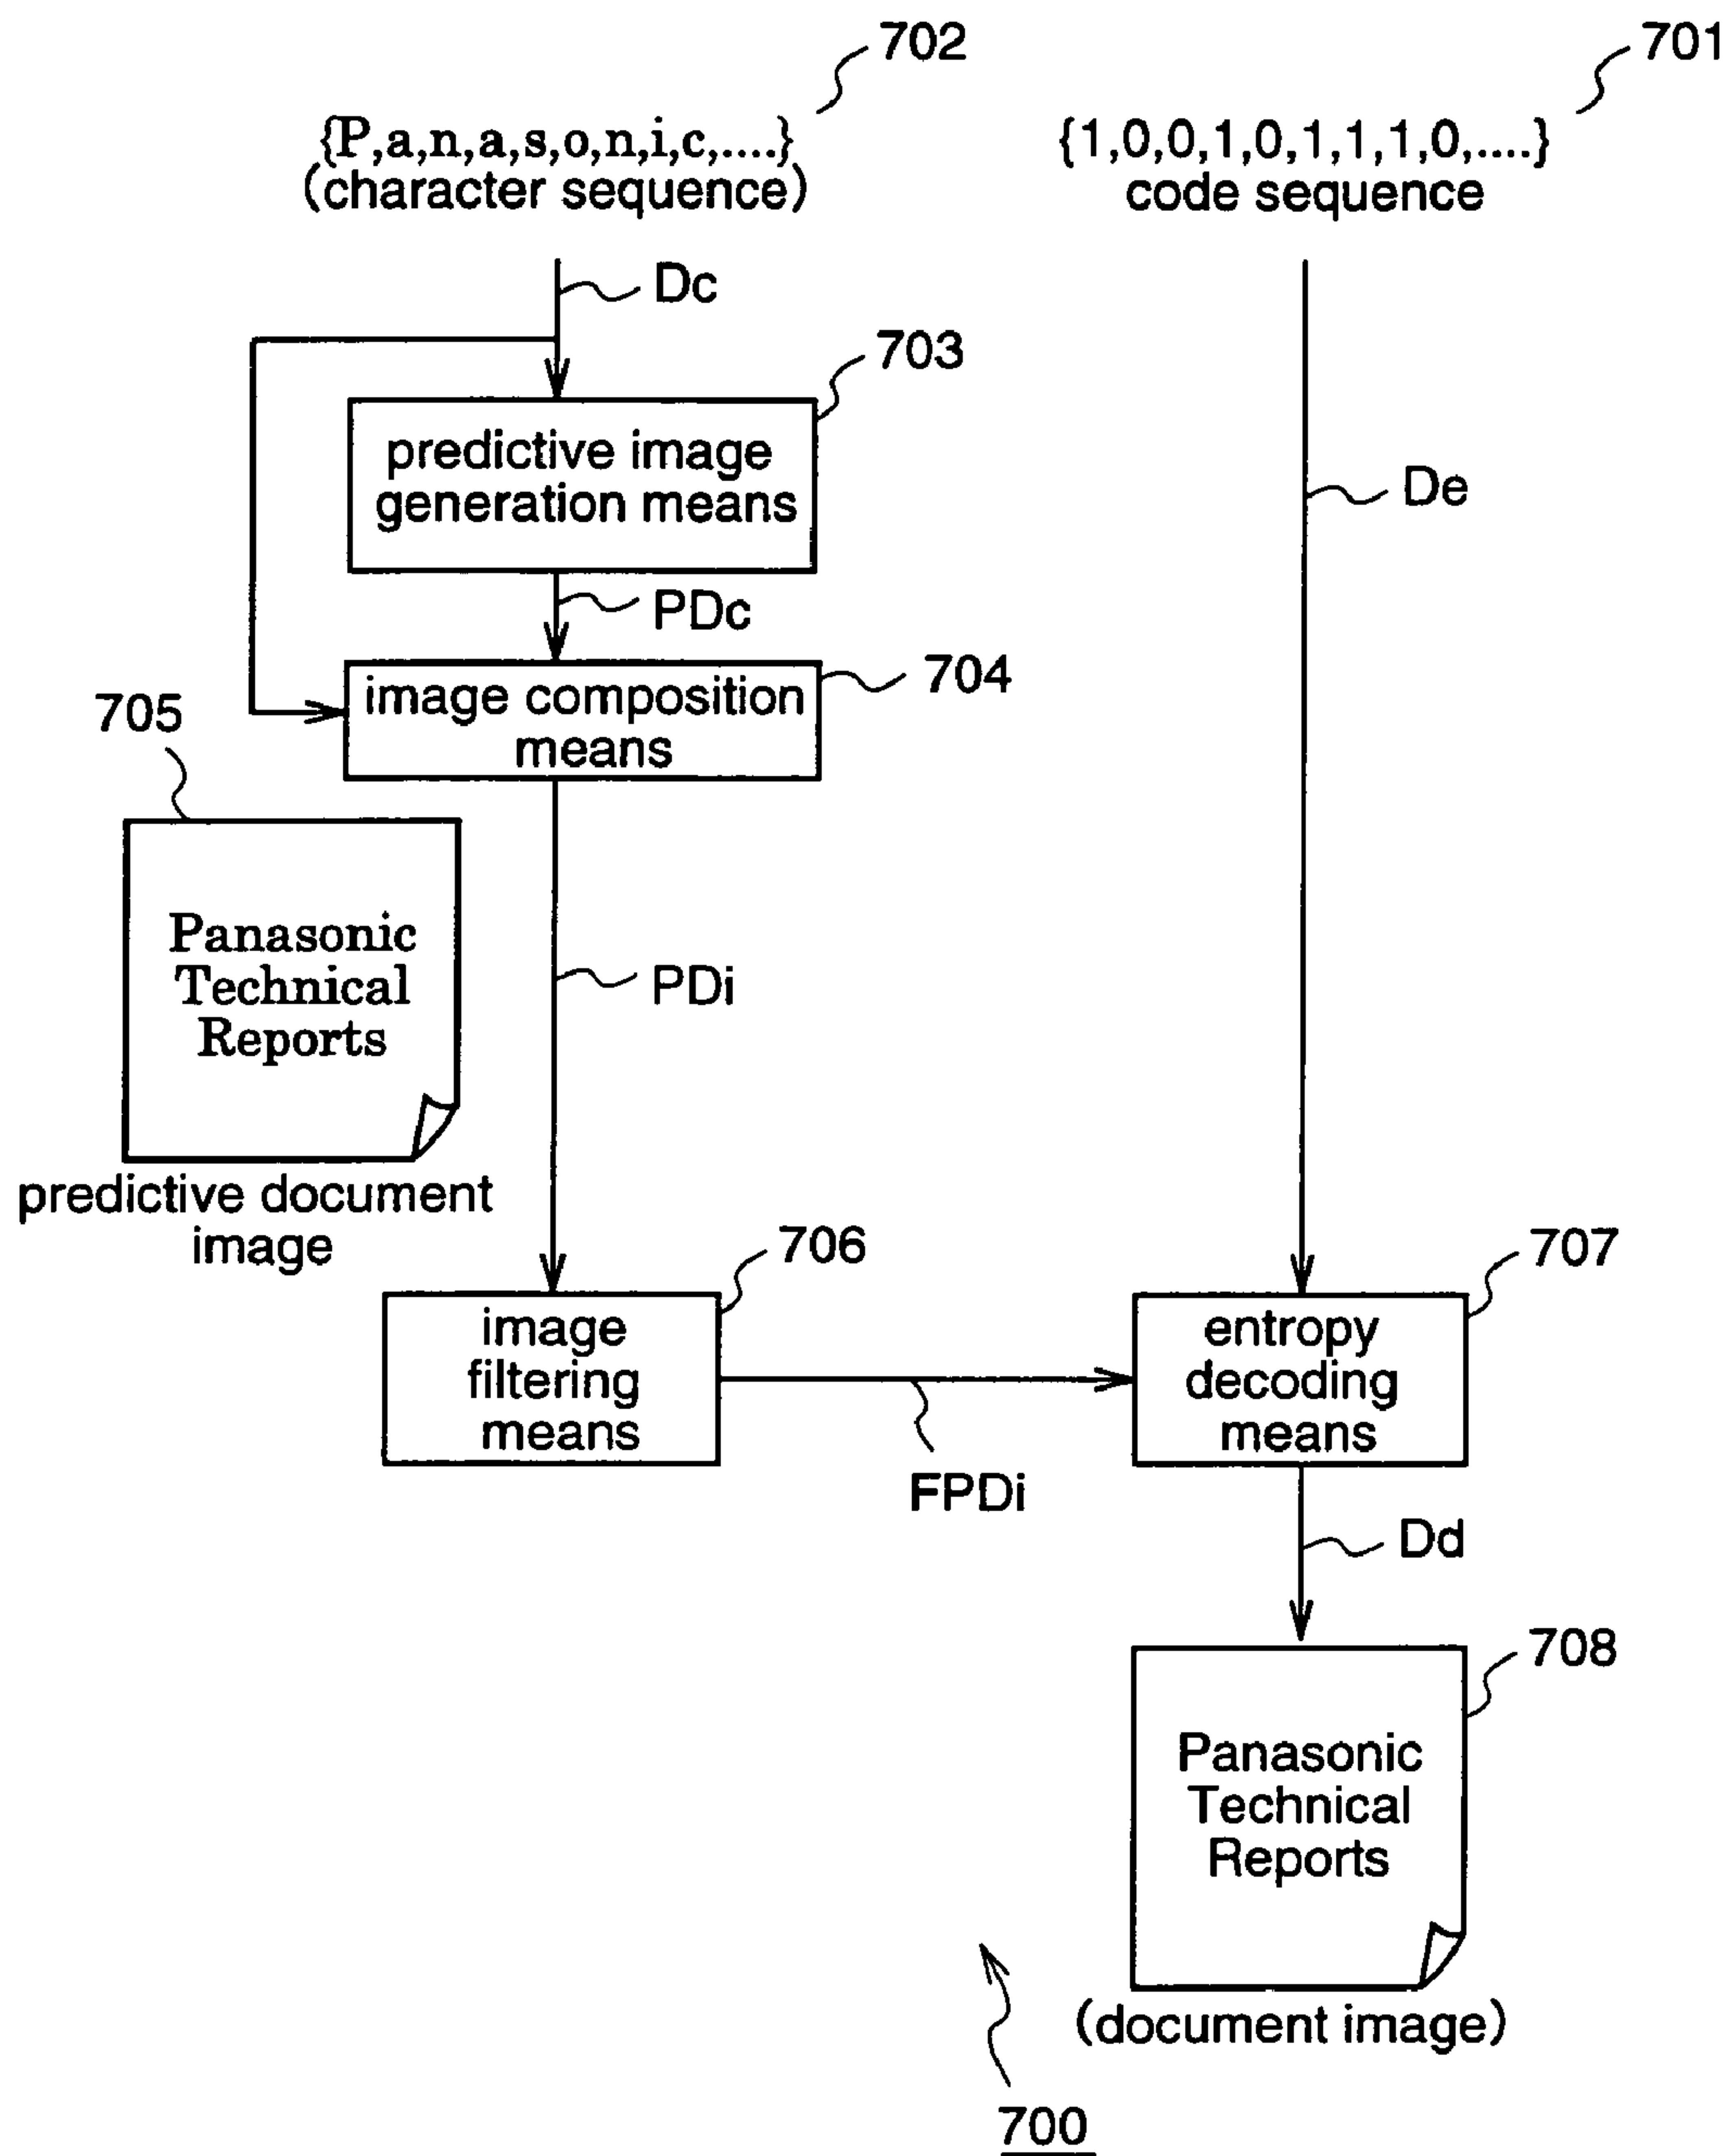 702
701
{P,a,n,a,s,o,n,i,c,....}
(character sequence)
{1,0,0,1,0,1,1,1,0,.....}
code sequence
Dc
703
predictive image
generation means
De
PDc
704
image composition
means
705
Panasonic
Technical
Reports
PDi
predictive document
image
706
707
image
filtering
means
entropy
decoding
means
FPDi
Dd
708
Panasonic
Technical
Reports
(document image)
700